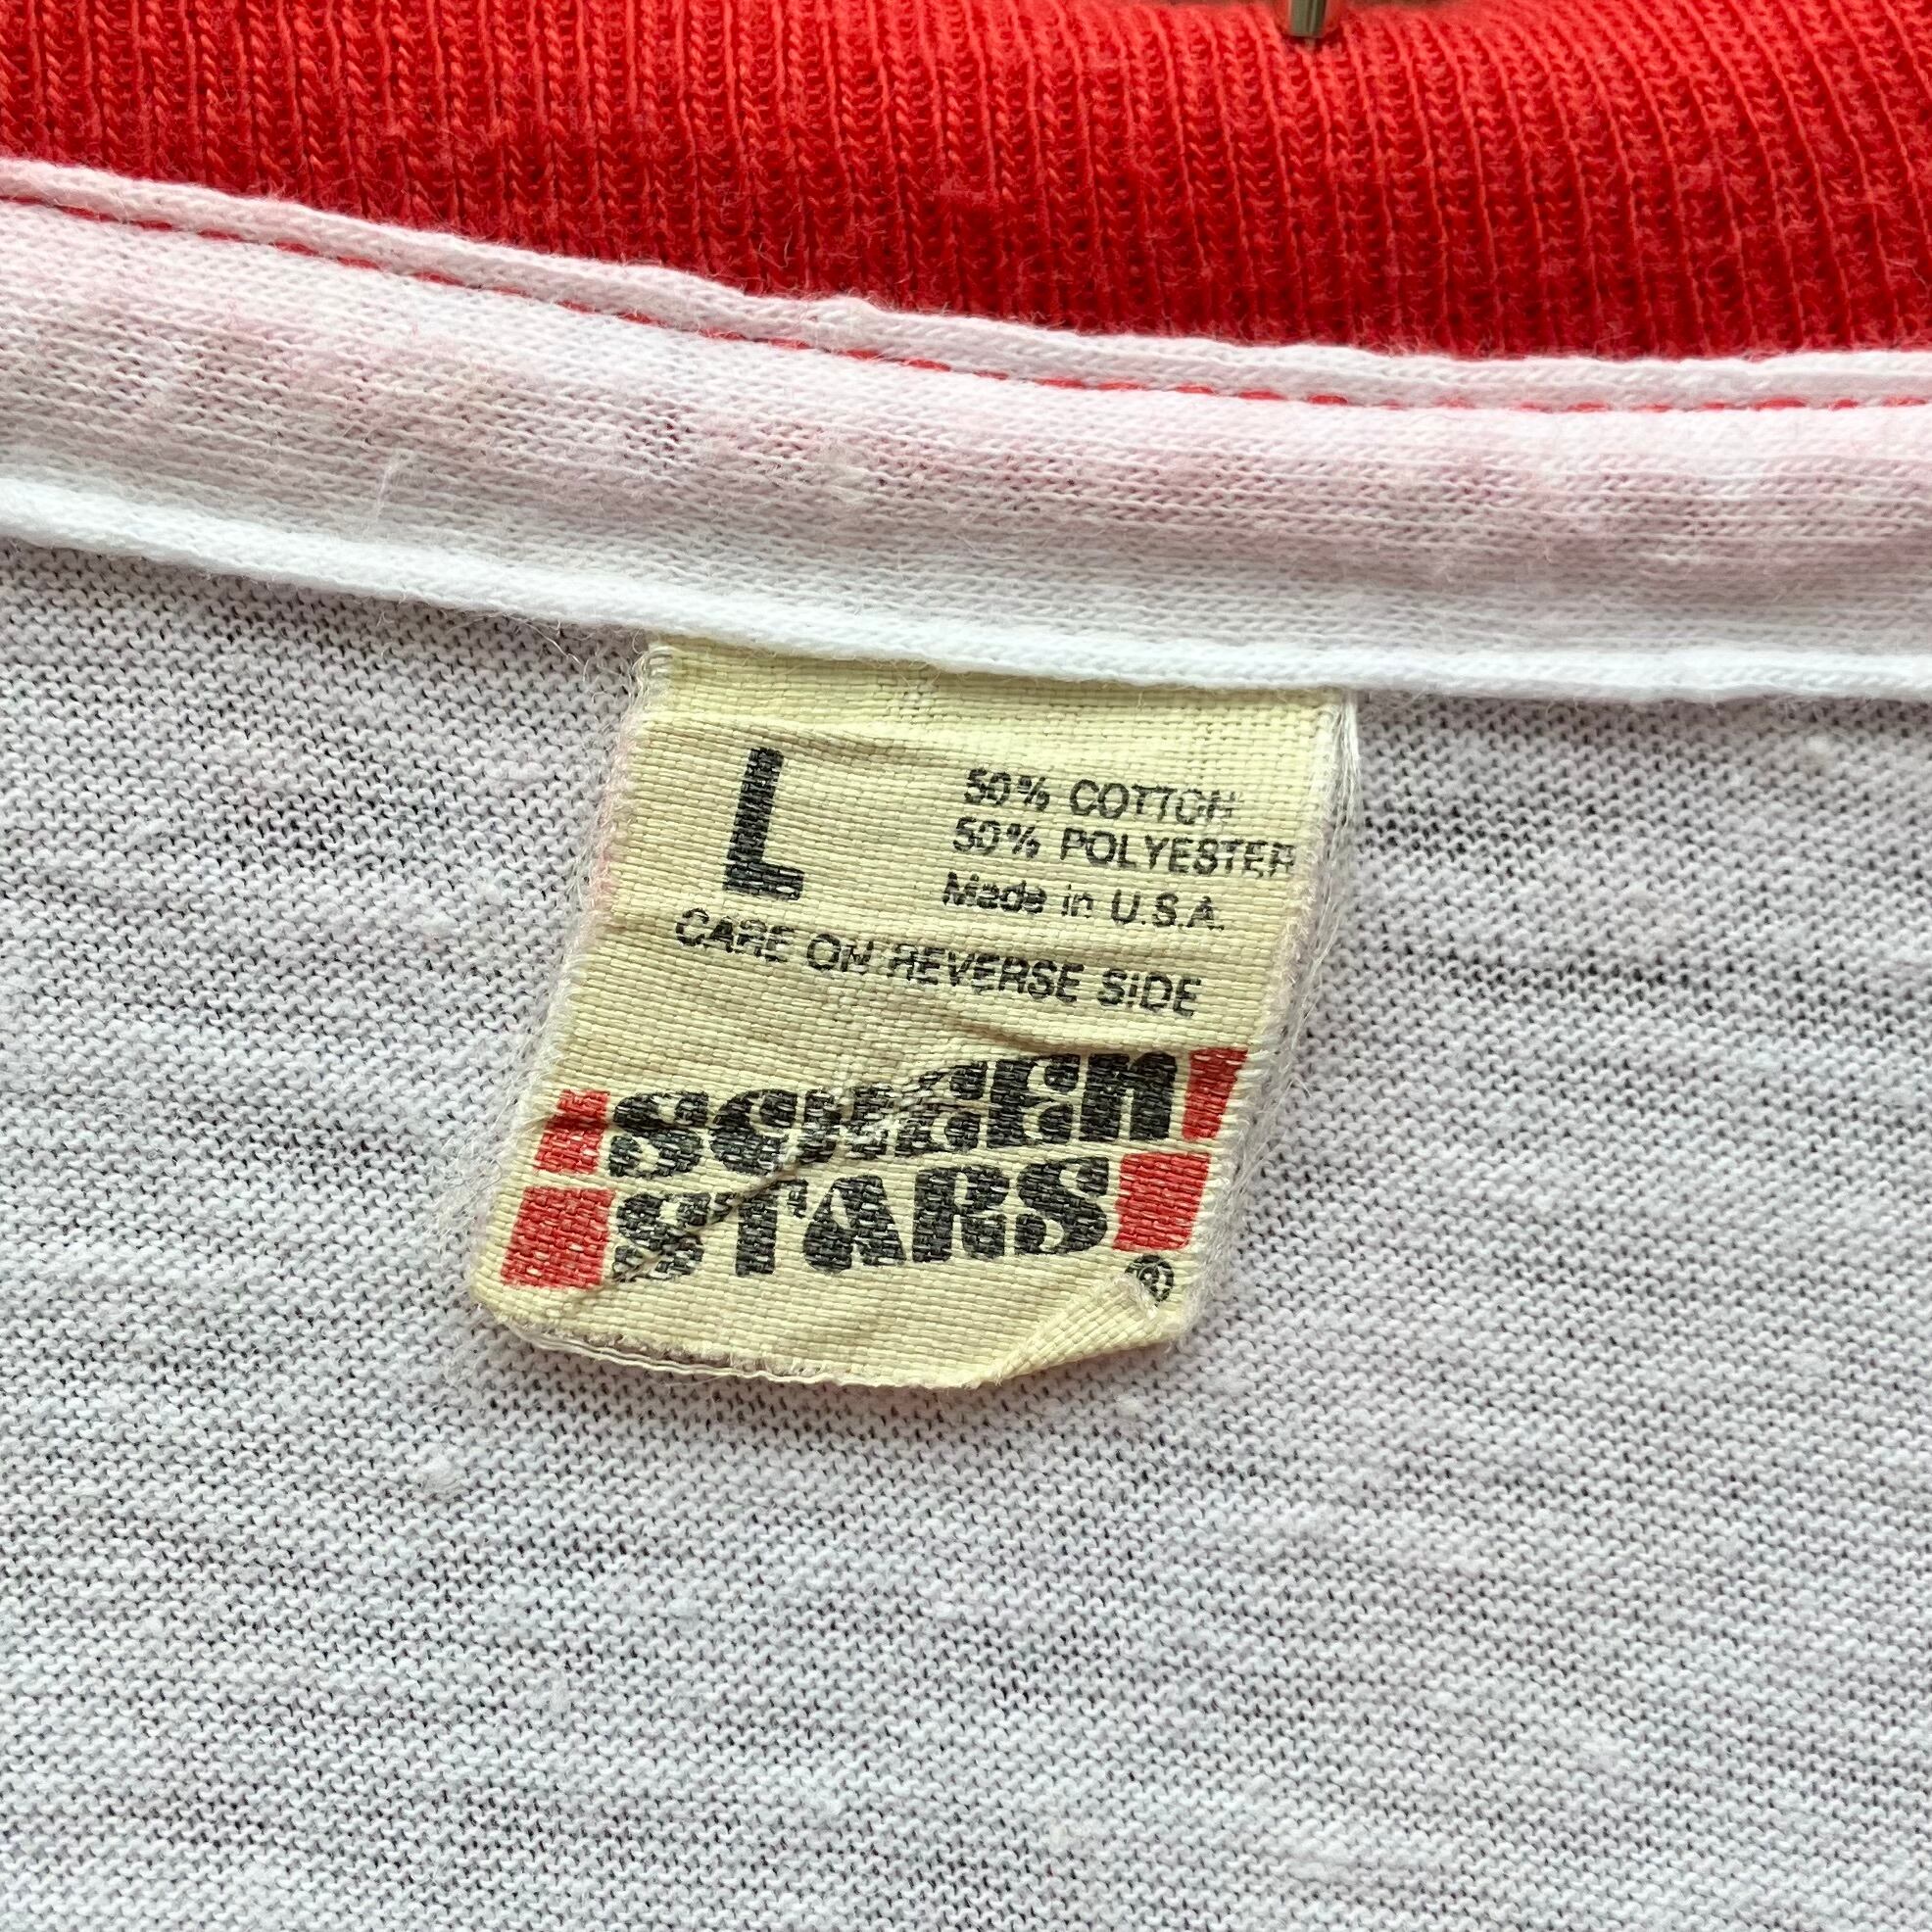 L
50% COTTON
50% POLYESTER
Made in U.S.A.
CARE ON REVERSE SIDE
SCREEN
STARS
®